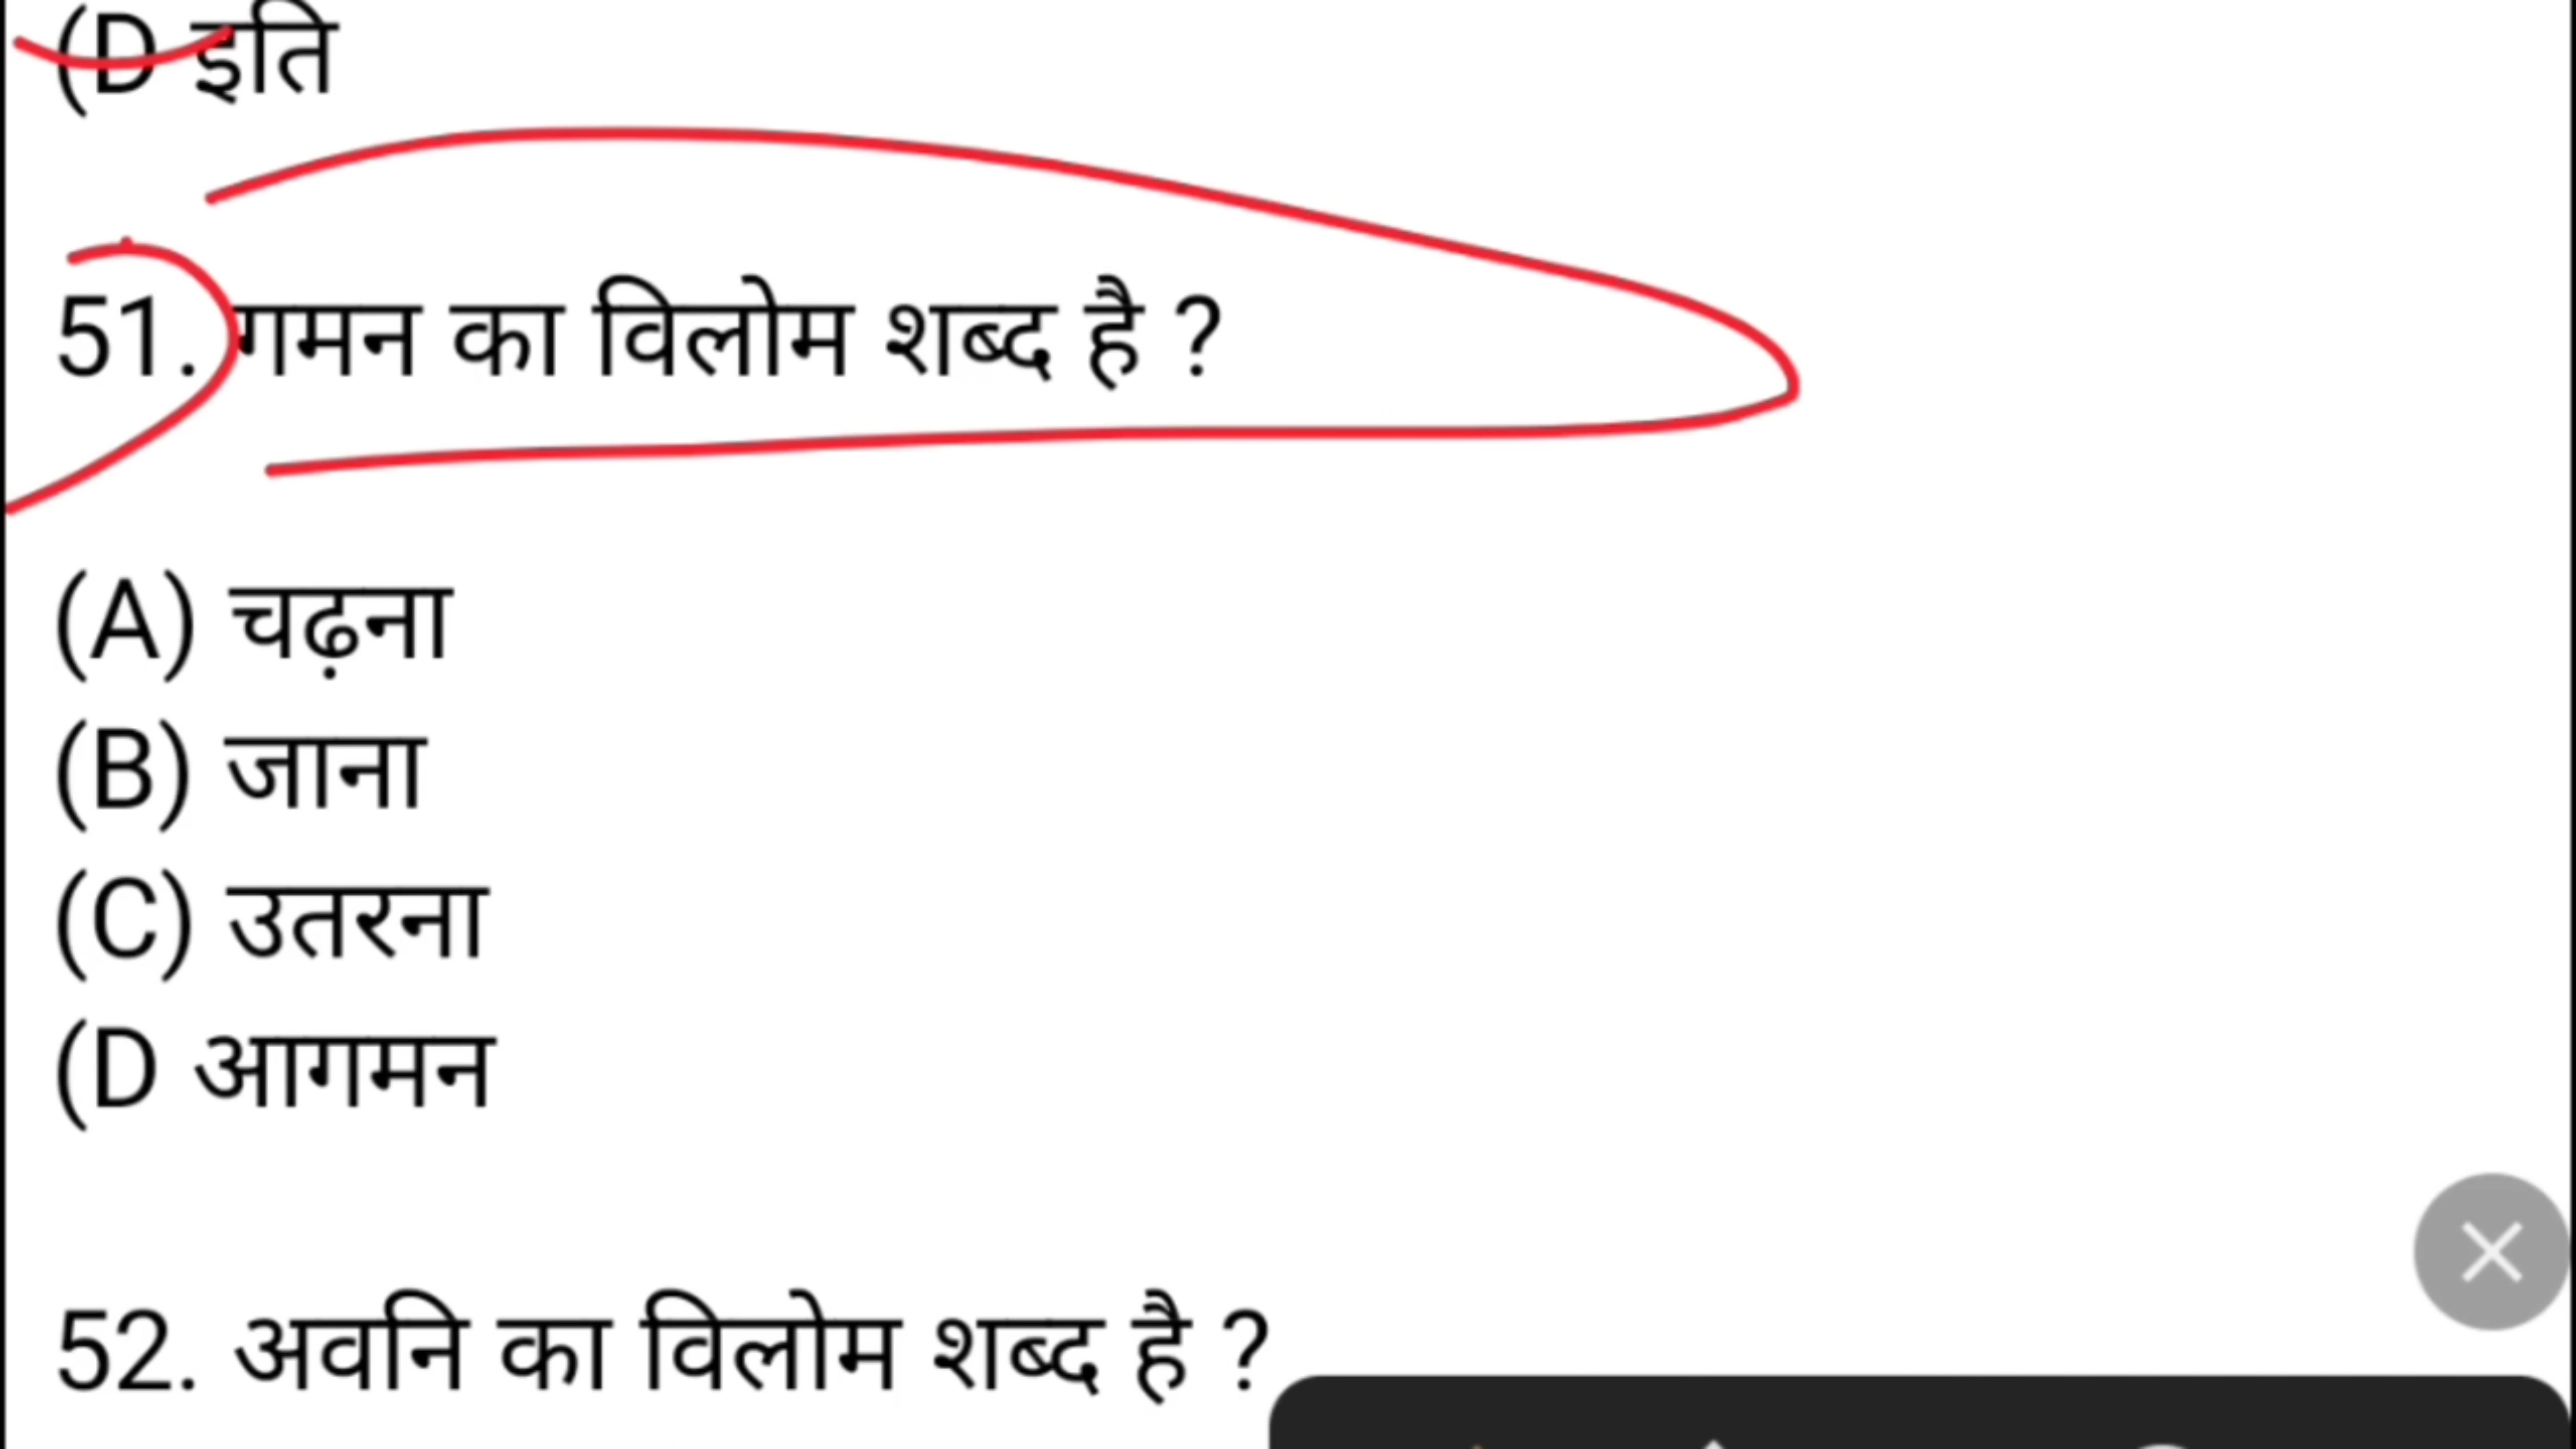 (D इति
51. गमन का विलोम शब्द है ?
(A) चढ़ना
(B) जाना
(C) उतरना
(D आगमन
52. अवनि का विलोम शब्द है ?